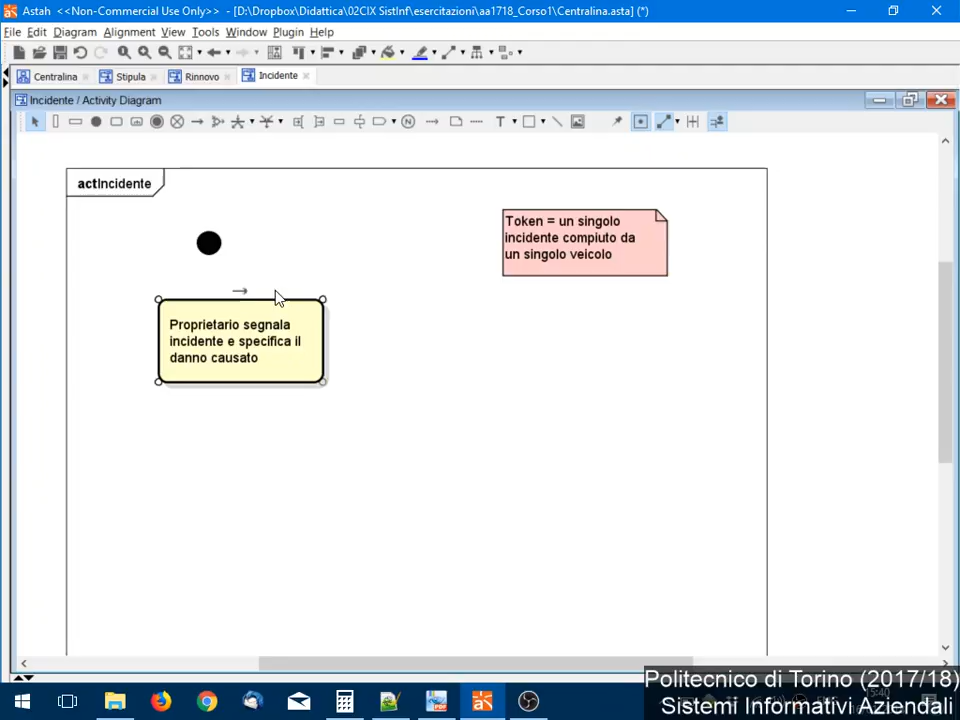 Astah <<Non-Commercial Use Only>> - [D:\Dropbox\Didattica\02CIX SistInf\esercitazioni\aa1718_Corso1\Centralina.asta] (*)
File Edit Diagram Alignment View Tools Window Plugin Help
Centralina Stipula Rinnovo Incidente
Incidente / Activity Diagram
actIncidente
Token = un singolo
incidente compiuto da
un singolo veicolo
Proprietario segnala
incidente e specifica il
danno causato
Politecnico di Torino (2017/18)
Sistemi Informativi Aziendali